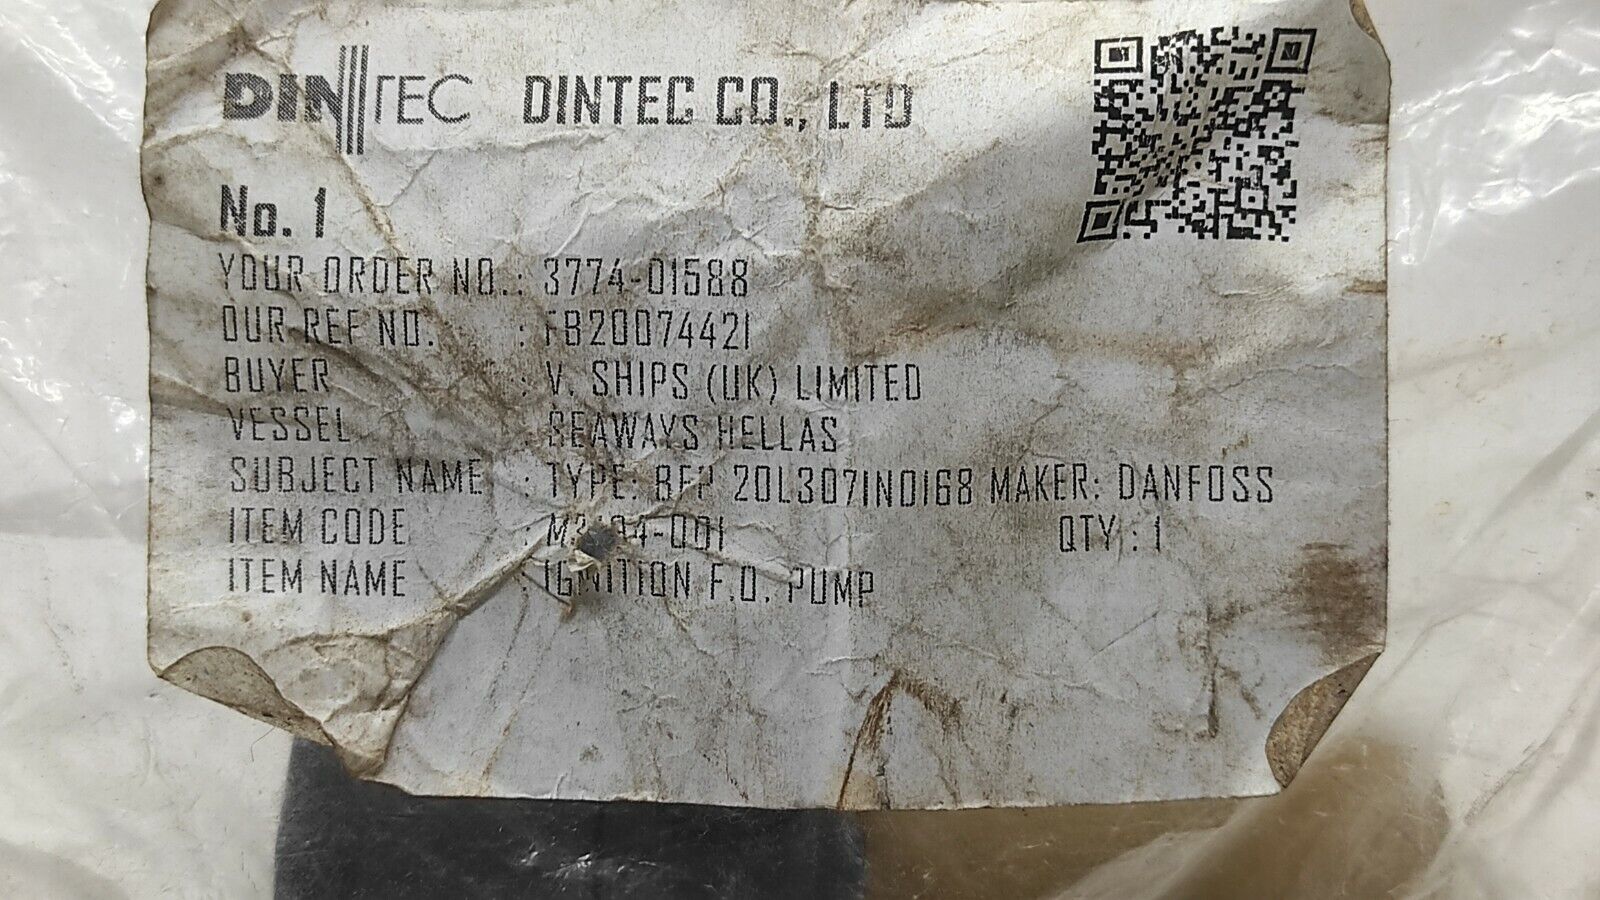 DINTEC DINTEC CO., LTD
No. 1
YOUR ORDER NO.: 3774-01588
OUR REF NO. : FB20074421
BUYER : V. SHIPS (UK) LIMITED
VESSEL : SEAWAYS HELLAS
SUBJECT NAME : TYPE: BFP 20L3071N0168 MAKER: DANFOSS
ITEM CODE : QTY : 1
ITEM NAME : IGNITION F.O. PUMP